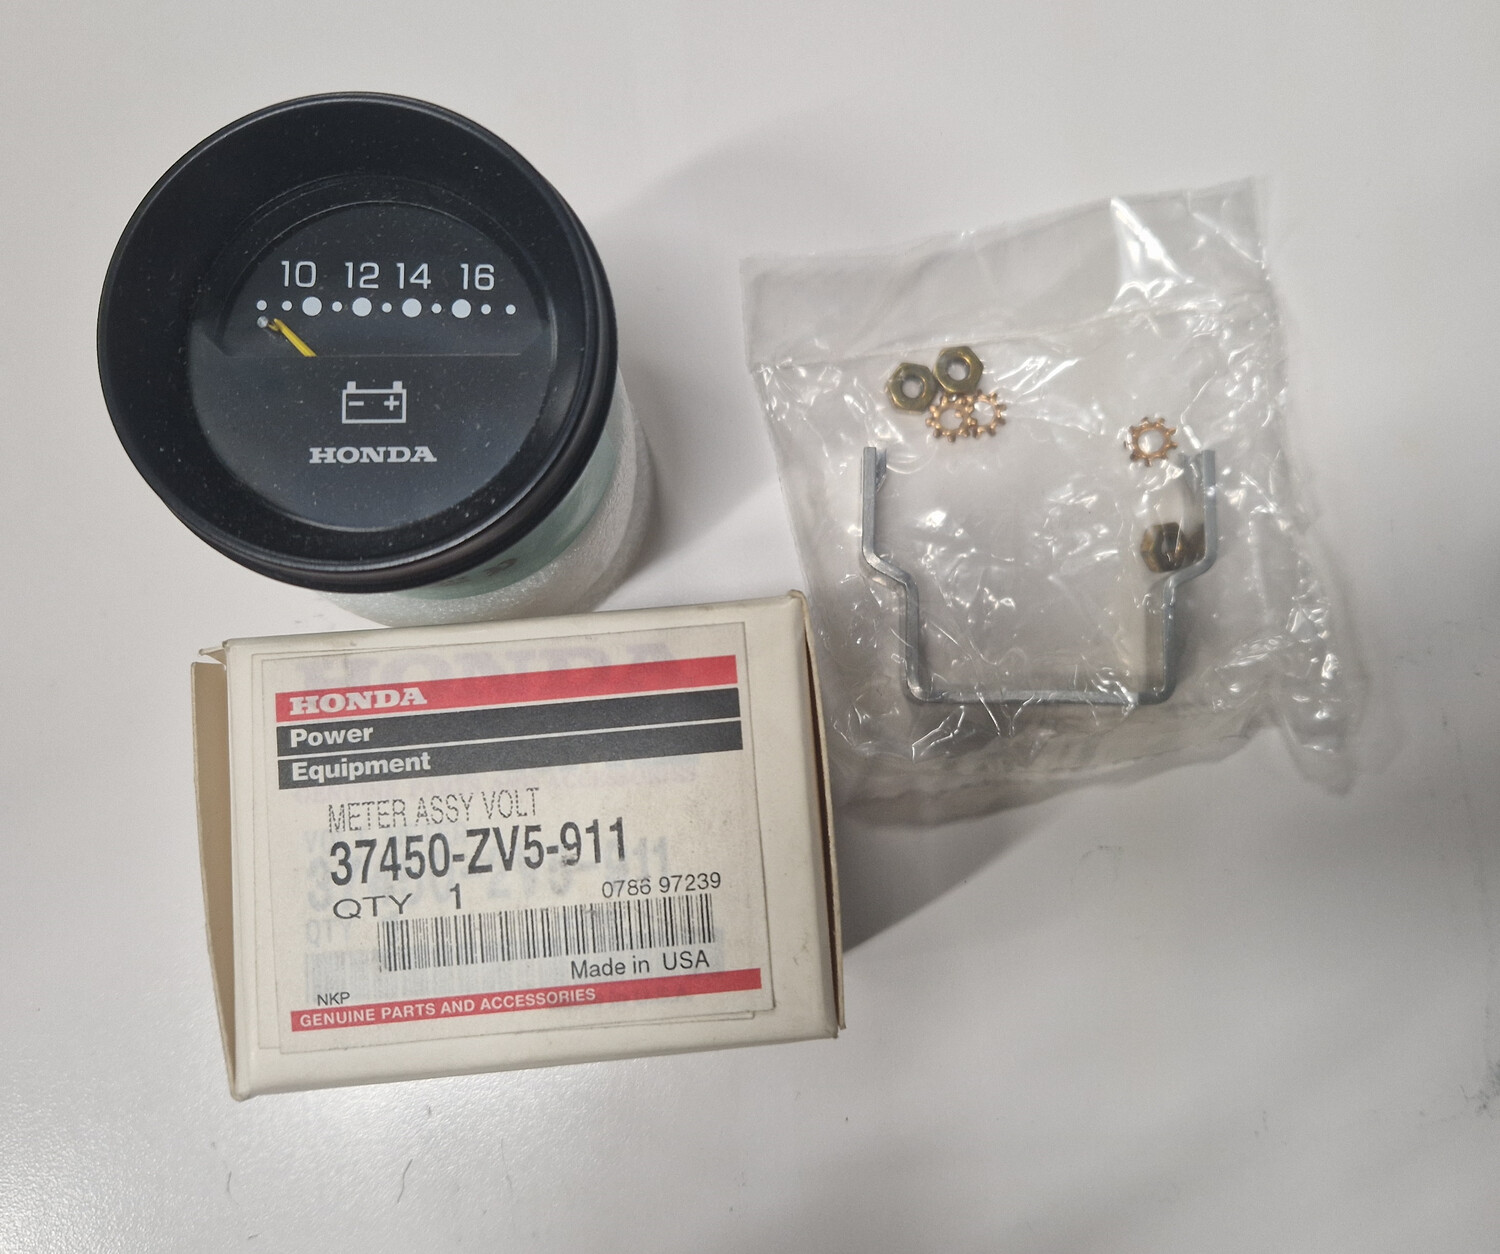 10 12 14 16
- +
HONDA
HONDA
Power
Equipment
METER ASSY VOLT
37450-ZV5-911
QTY 1 0786 97239
Made in USA
NKP
GENUINE PARTS AND ACCESSORIES